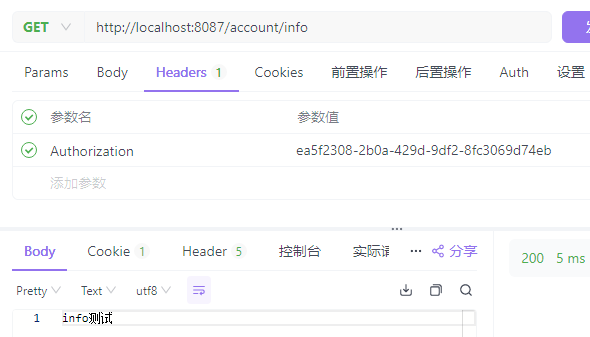 GET http://localhost:8087/account/info
Params Body Headers 1 Cookies 前置操作 后置操作 Auth 设置
参数名 参数值
Authorization ea5f2308-2b0a-429d-9df2-8fc3069d74eb
添加参数
Body Cookie 1 Header 5 控制台 ... 分享 200 5 ms
Pretty Text utf8
1 info测试